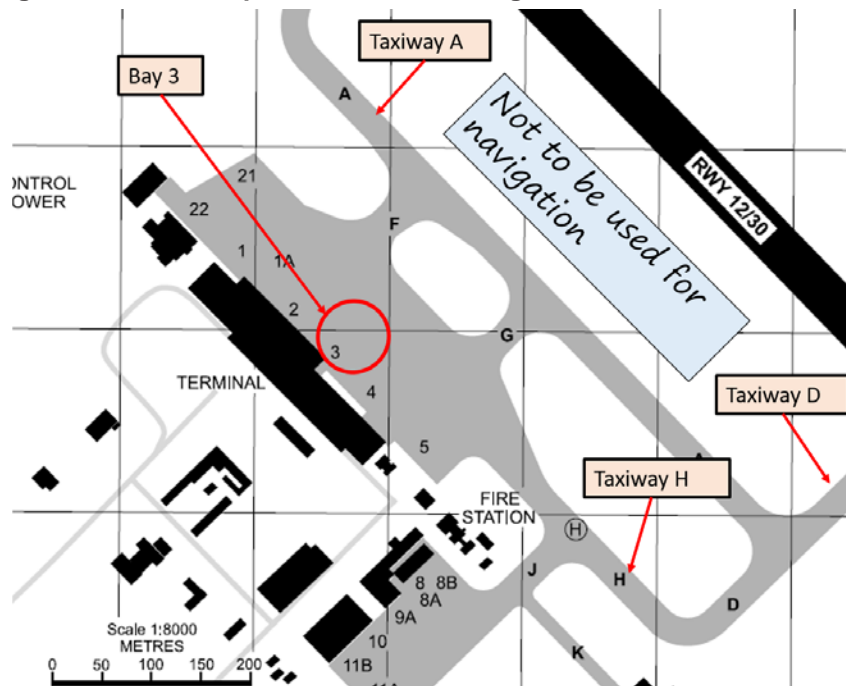 Taxiway A
Bay 3
A
Not to be used for
navigation
RWY 12/30
ONTROL
OWER
21
22
F
1
1A
2
G
3
TERMINAL
4
Taxiway D
5
Taxiway H
FIRE
STATION
H
J
H
8 8B
8A
D
9A
10
K
11B
Scale 1:8000
METRES
0 50 100 150 200